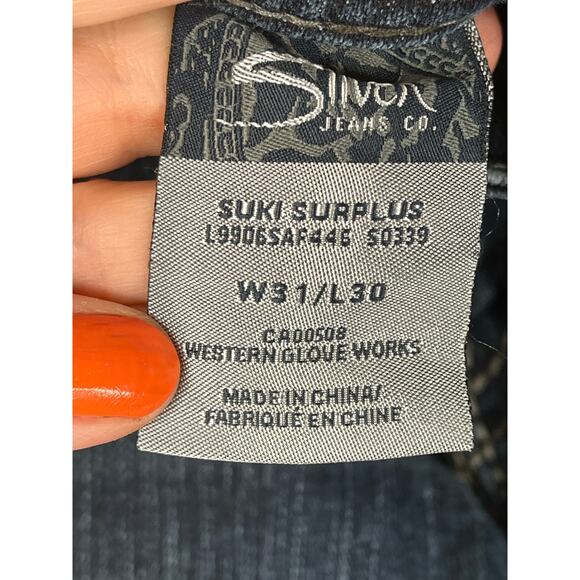 Silver
JEANS CO.
SUKI SURPLUS
L9906SAF446 S0339
W31/L30
CA00508
WESTERN GLOVE WORKS
MADE IN CHINA/
FABRIQUÉ EN CHINE